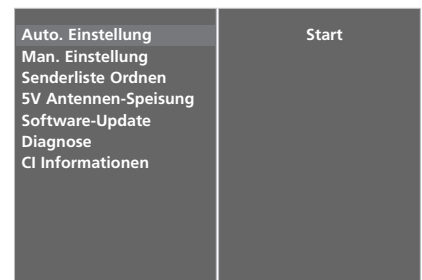 Auto. Einstellung
Start
Man. Einstellung
Senderliste Ordnen
5V Antennen-Speisung
Software-Update
Diagnose
CI Informationen